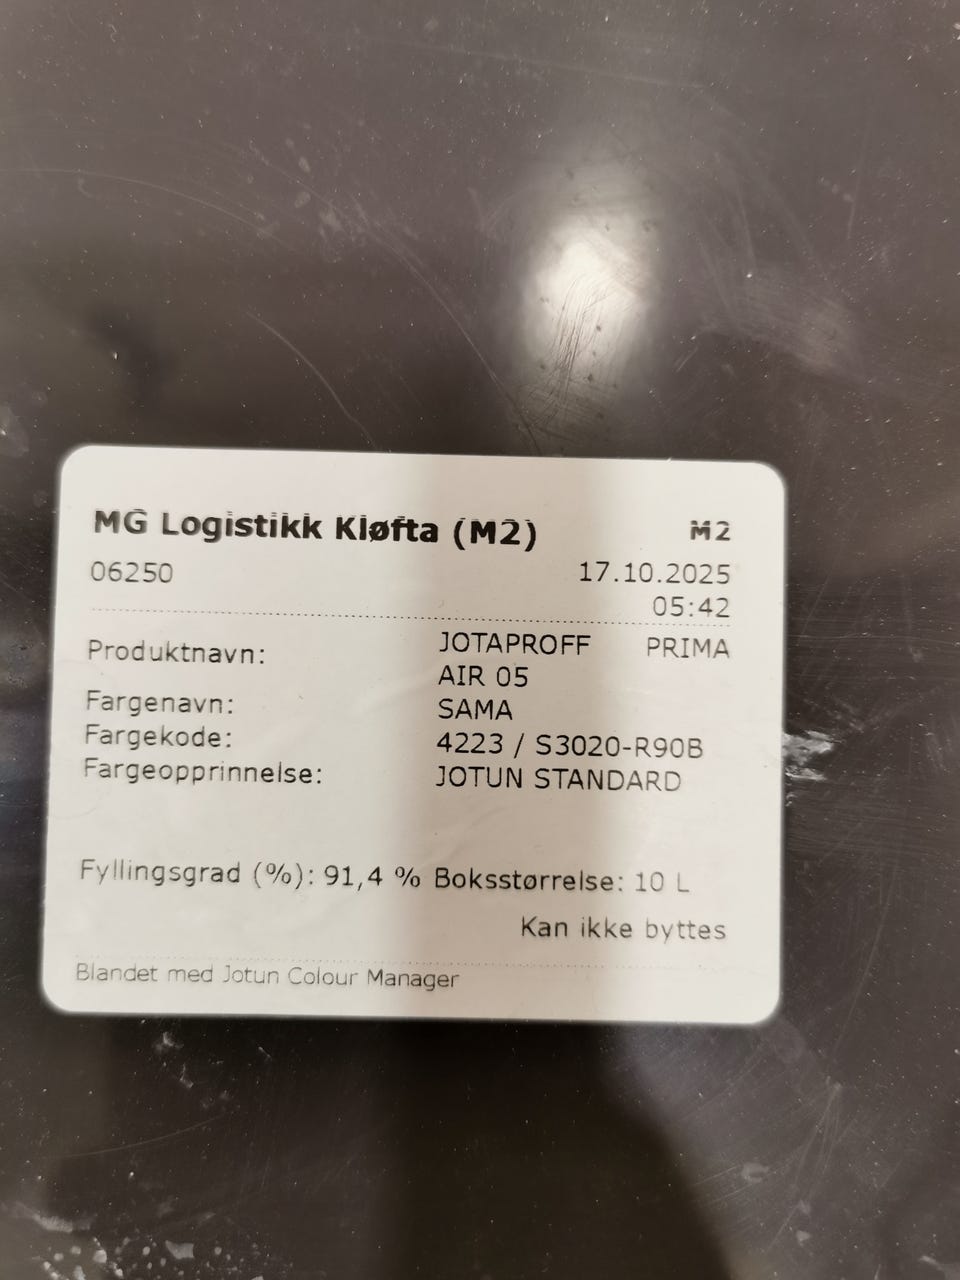 MG Logistikk Kløfta (M2) M2
06250 17.10.2025
05:42
Produktnavn: JOTAPROFF PRIMA
AIR 05
Fargenavn: SAMA
Fargekode: 4223 / S3020-R90B
Fargeopprinnelse: JOTUN STANDARD
Fyllingsgrad (%): 91,4 % Boksstørrelse: 10 L
Kan ikke byttes
Blandet med Jotun Colour Manager